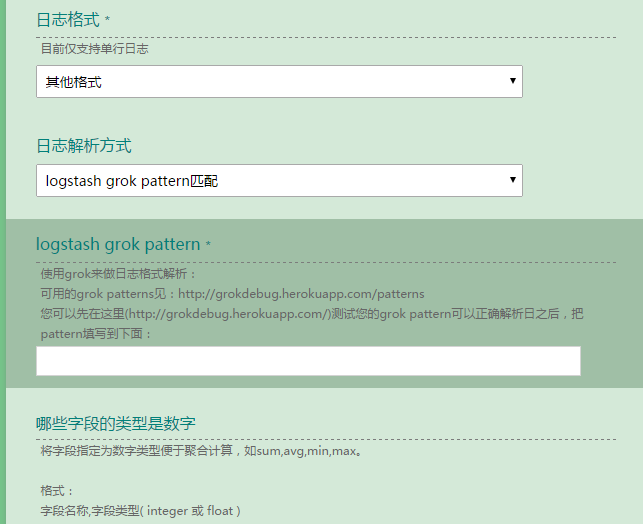 日志格式 *
目前仅支持单行日志
其他格式
日志解析方式
logstash grok pattern匹配
logstash grok pattern *
使用grok来做日志格式解析：
可用的grok patterns见：http://grokdebug.herokuapp.com/patterns
您可以先在这里(http://grokdebug.herokuapp.com/)测试您的grok pattern可以正确解析日之后，把
pattern填写到下面：
哪些字段的类型是数字
将字段指定为数字类型便于聚合计算，如sum,avg,min,max。
格式：
字段名称,字段类型( integer 或 float )